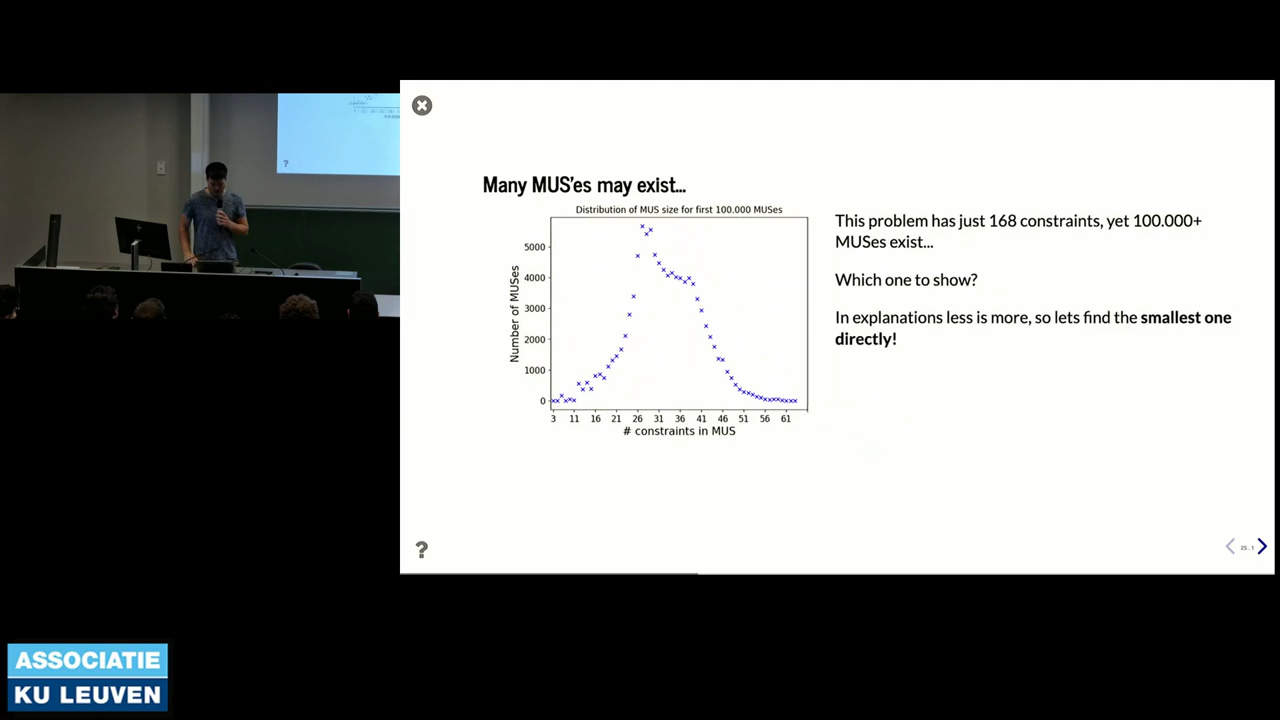 Many MUS'es may exist...
Distribution of MUS size for first 100.000 MUSes
Number of MUSes
5000
4000
3000
2000
1000
0
3 11 16 21 26 31 36 41 46 51 56 61
# constraints in MUS
This problem has just 168 constraints, yet 100.000+
MUSes exist...
Which one to show?
In explanations less is more, so lets find the smallest one
directly!
?
?
25.1
ASSOCIATIE
KU LEUVEN